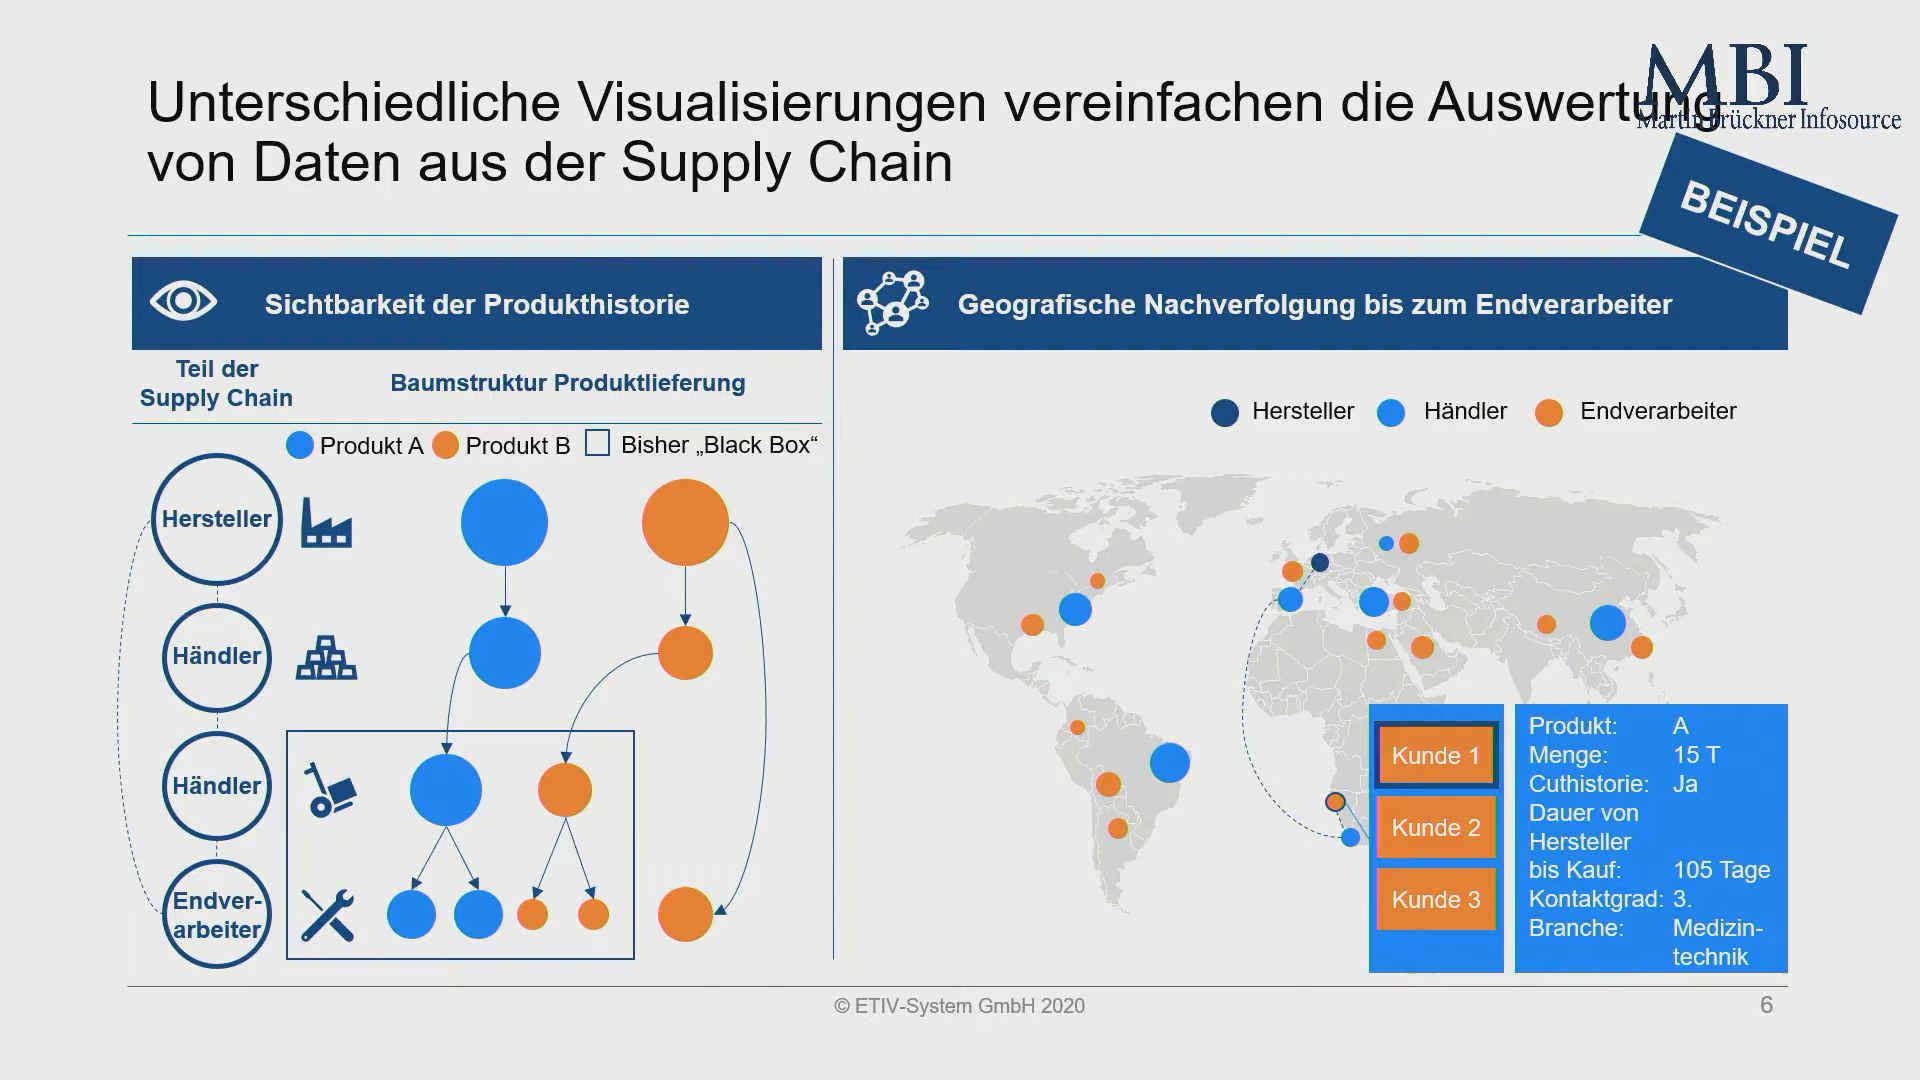 Unterschiedliche Visualisierungen vereinfachen die Auswertung
von Daten aus der Supply Chain
MBI
Martin Brückner Infosource
BEISPIEL
Sichtbarkeit der Produkthistorie
Teil der
Supply Chain
Baumstruktur Produktlieferung
Produkt A
Produkt B
Bisher „Black Box“
Hersteller
Händler
Händler
Endver-
arbeiter
Geografische Nachverfolgung bis zum Endverarbeiter
Hersteller
Händler
Endverarbeiter
Kunde 1
Kunde 2
Kunde 3
Produkt: A
Menge: 15 T
Cuthistorie: Ja
Dauer von
Hersteller
bis Kauf: 105 Tage
Kontaktgrad: 3.
Branche: Medizin-
technik
© ETIV-System GmbH 2020
6